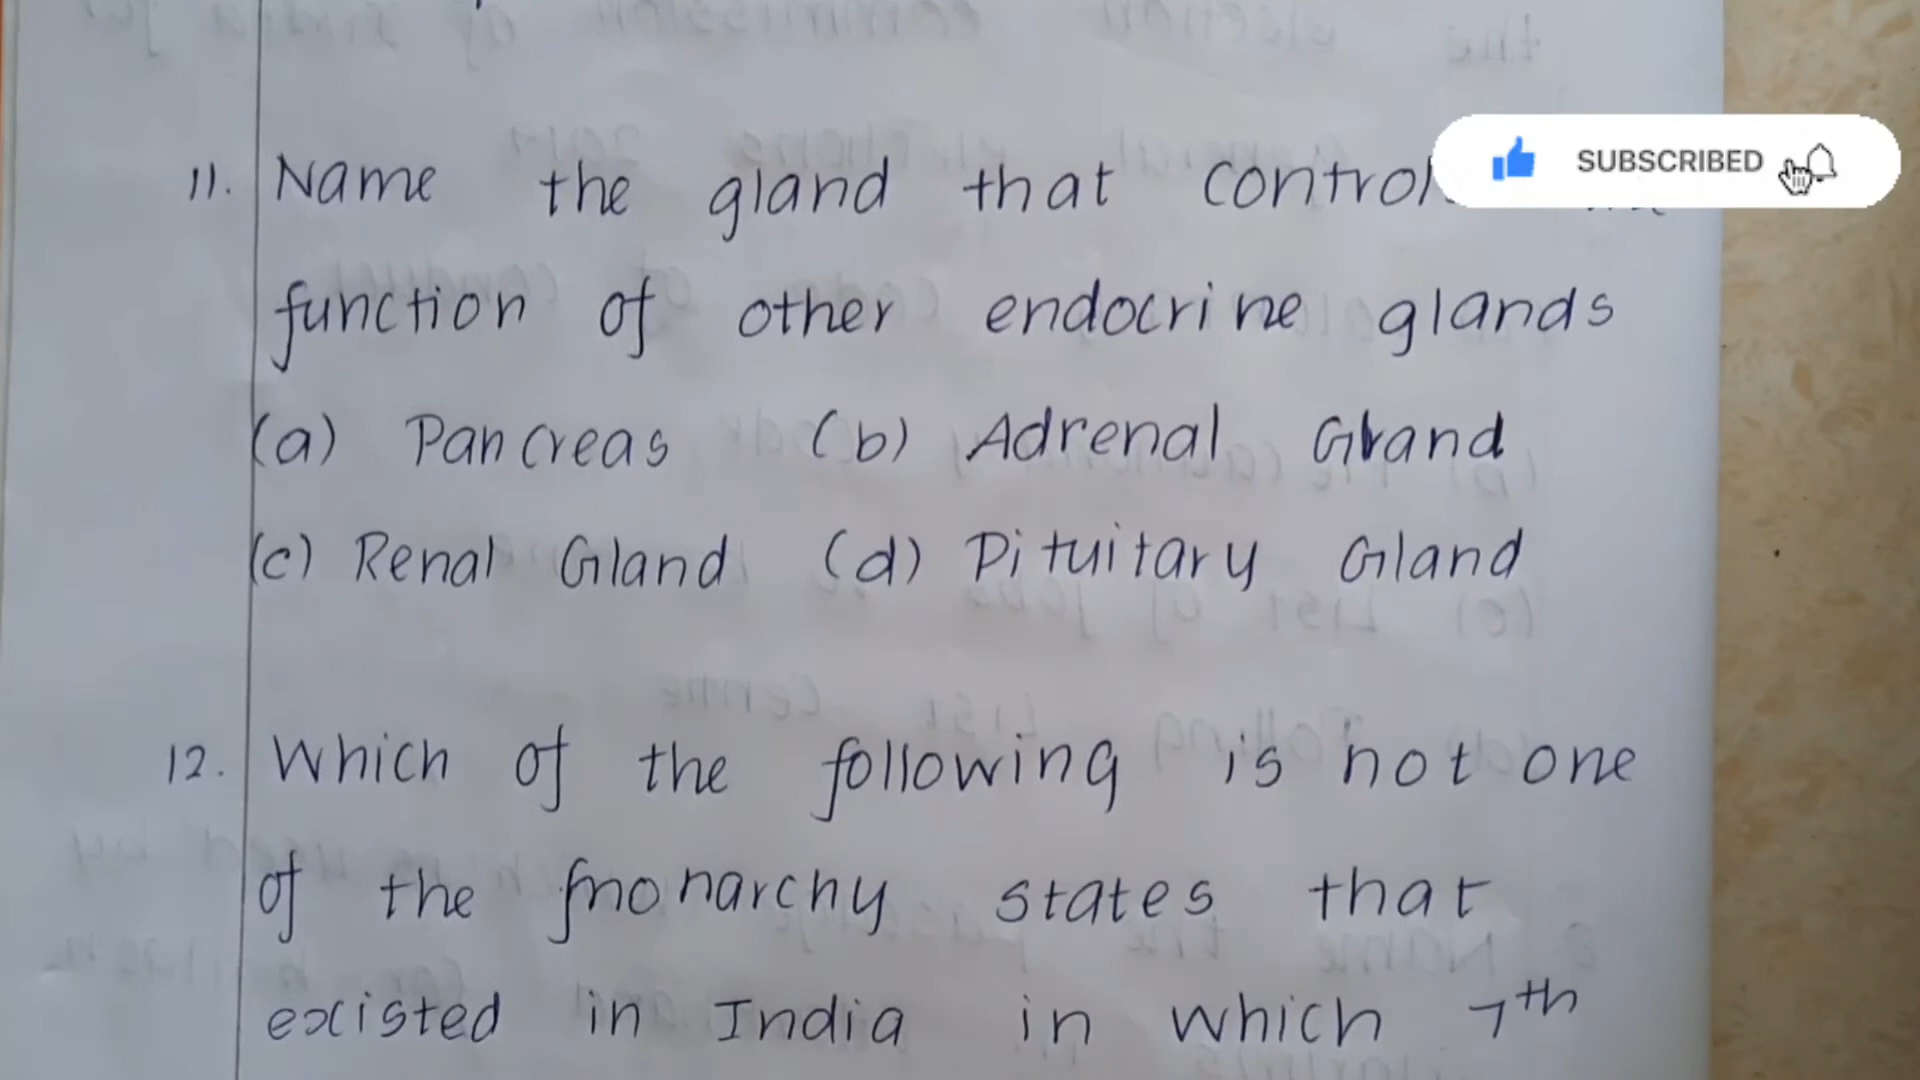 11. Name the gland that control
SUBSCRIBED
function of other endocrine glands
(a) Pancreas (b) Adrenal Gland
(c) Renal Gland (d) Pituitary Gland
12. Which of the following is not one
of the monarchy states that
existed in India in which 7th